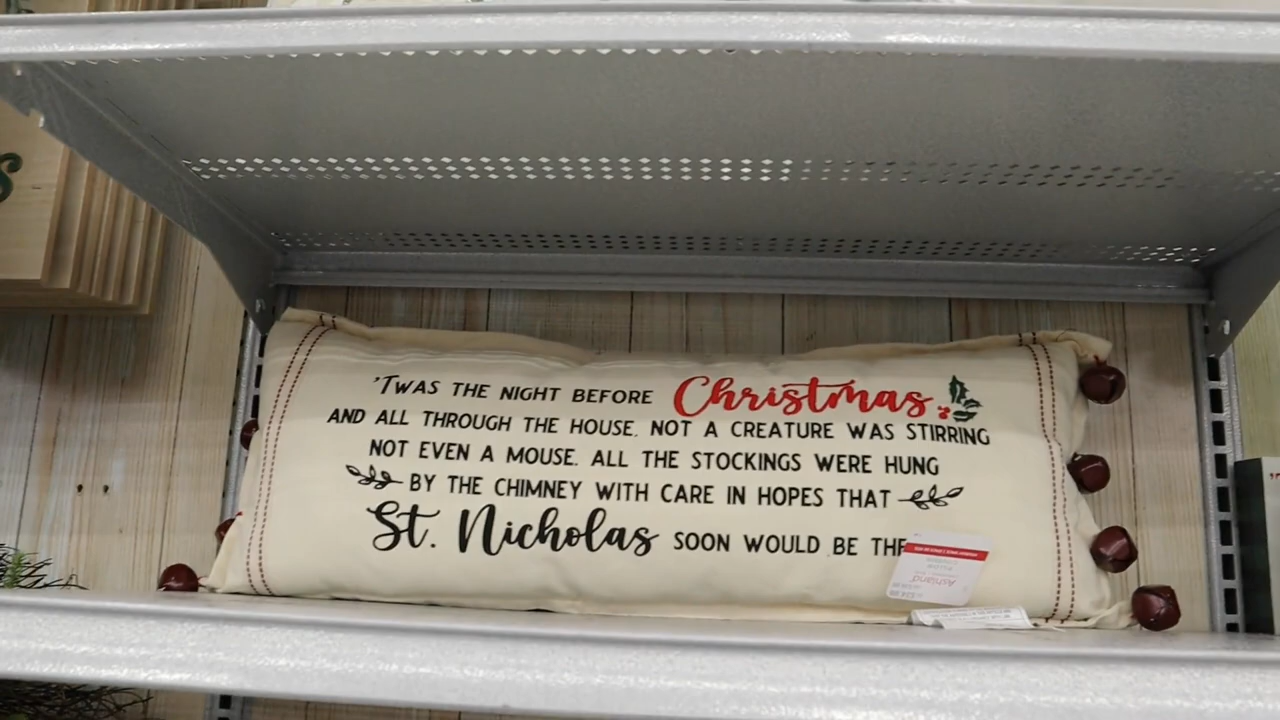 'TWAS THE NIGHT BEFORE Christmas
AND ALL THROUGH THE HOUSE. NOT A CREATURE WAS STIRRING
NOT EVEN A MOUSE. ALL THE STOCKINGS WERE HUNG
BY THE CHIMNEY WITH CARE IN HOPES THAT
St. Nicholas SOON WOULD BE THE
Ashland